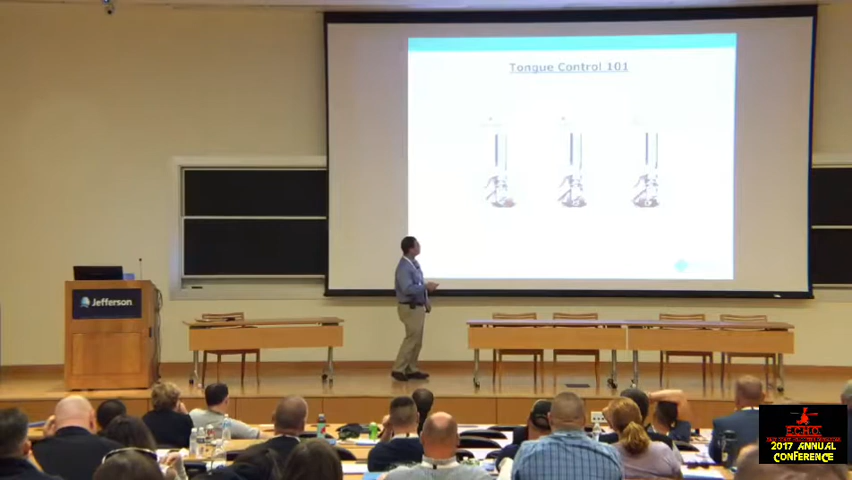 Tongue Control 101
Jefferson
E.C.H.O.
2017 ANNUAL
CONFERENCE